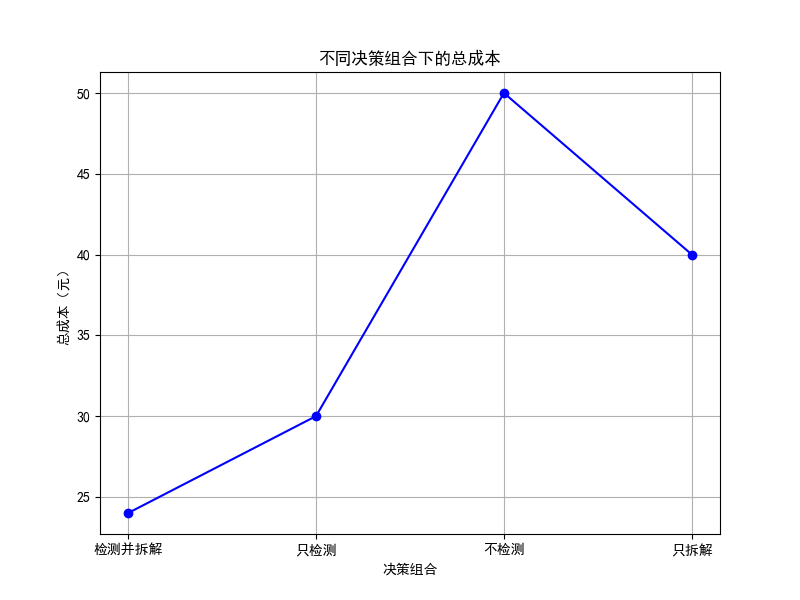 不同决策组合下的总成本
总成本（元）
50
45
40
35
30
25
检测并拆解
只检测
不检测
只拆解
决策组合